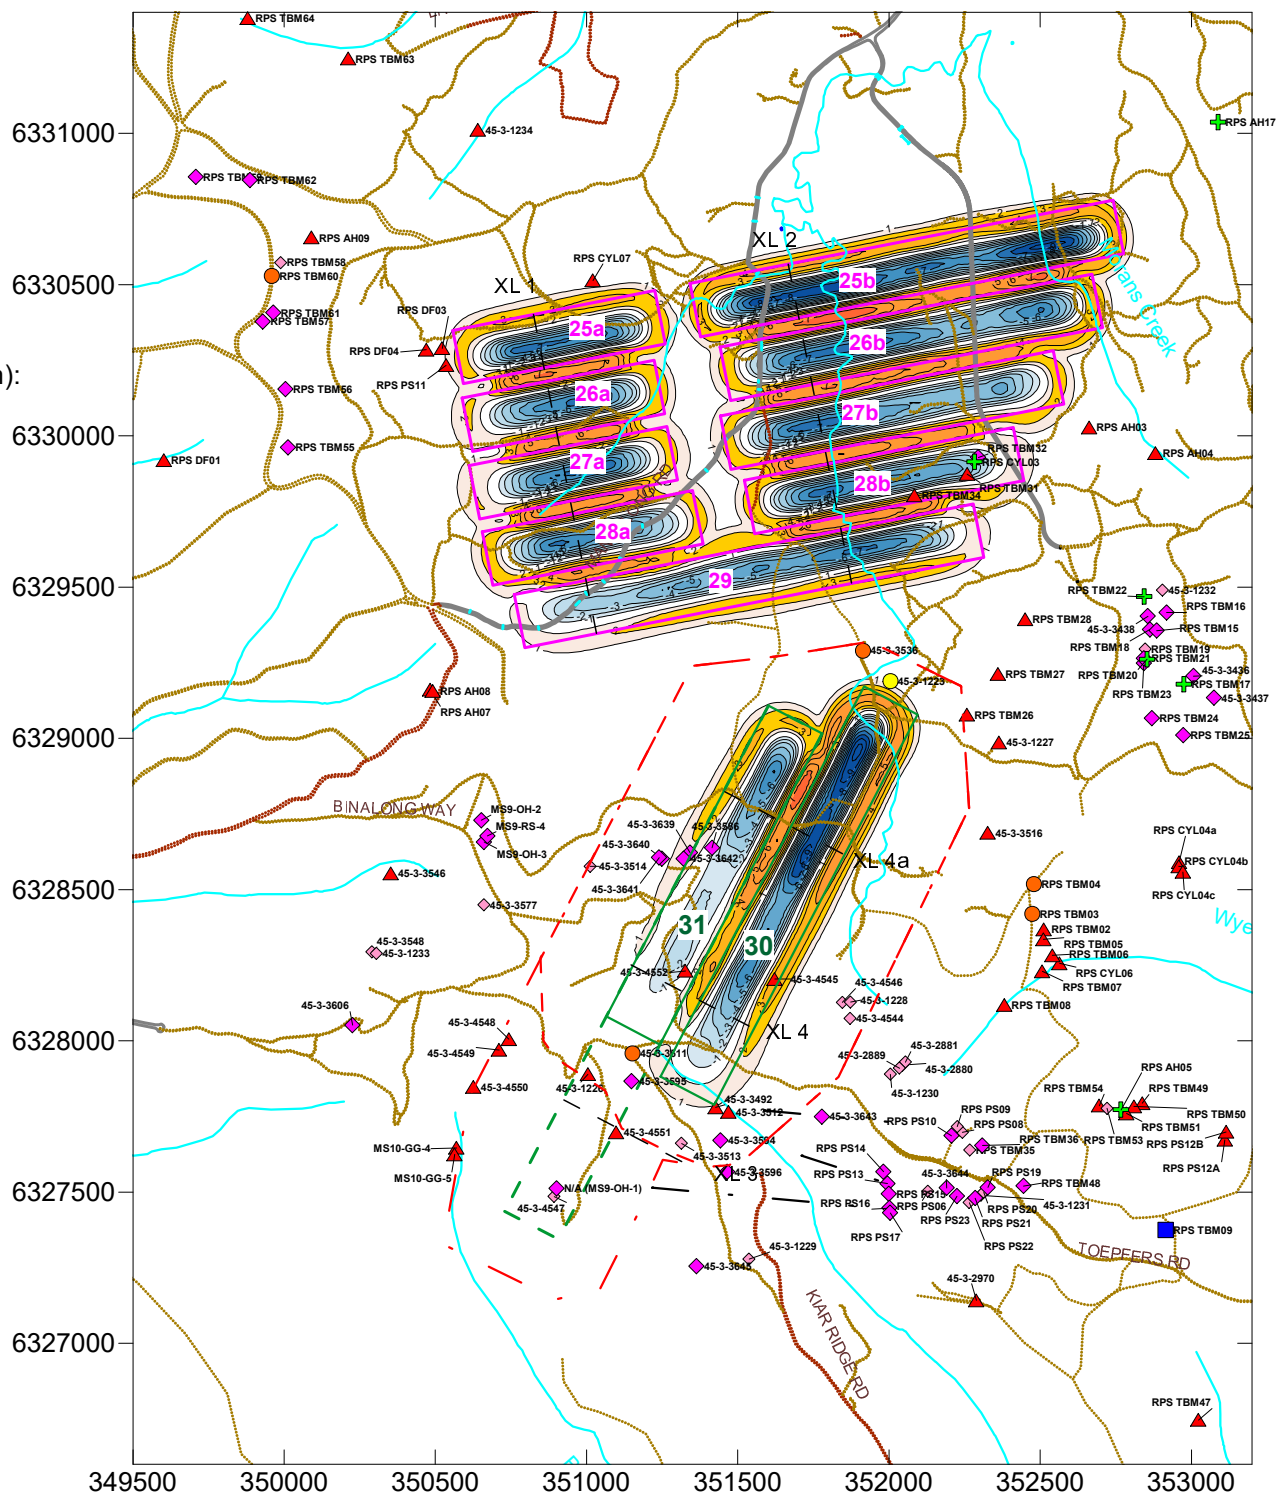 RPS TBM64
RPS TBM63
6331000
45-3-1234
RPS AH17
RPS TBM62
RPS AH09
XL 2
RPS TBM58
RPS CYL07
RPS TBM60
6330500
XL 1
25b
Morans Creek
RPS TBM61
RPS DF03
RPS TBM57
25a
26b
RPS DF04
n):
RPS PS11
RPS TBM56
26a
27b
6330000
RPS AH03
RPS TBM55
RPS TBM32
RPS AH04
RPS DF01
27a
RPS CYL03
28b
RPS TBM31
RPS TBM34
28a
6329500
29
RPS TBM22
45-3-1232
RPS TBM16
RPS TBM28
45-3-3438
RPS TBM15
RPS TBM18
RPS TBM19
45-3-3536
RPS TBM21
RPS TBM20
45-3-3436
RPS TBM27
45-3-1223
RPS TBM17
RPS AH08
RPS TBM23
45-3-3437
RPS AH07
RPS TBM26
RPS TBM24
6329000
45-3-1227
RPS TBM25
BINALONG WAY
MS9-OH-2
MS9-RS-4
45-3-3639
45-3-3516
RPS CYL04a
45-3-3640
45-3-3642
MS9-OH-3
XL 4a
RPS CYL04b
45-3-3514
45-3-3546
45-3-3641
RPS TBM04
RPS CYL04c
6328500
45-3-3577
RPS TBM03
Wye
31
RPS TBM02
30
RPS TBM05
45-3-3548
RPS TBM06
45-3-1233
RPS CYL06
45-3-4552
45-3-4545
RPS TBM07
45-3-4546
45-3-1228
45-3-3606
RPS TBM08
45-3-4544
XL 4
45-3-4548
6328000
45-3-4549
45-3-3511
45-3-2881
45-3-2889
45-3-2880
45-3-3595
RPS AH05
45-3-4550
45-3-1226
45-3-1230
RPS TBM54
RPS TBM49
45-3-3492
45-3-3512
45-3-3643
RPS PS09
RPS TBM50
RPS PS10
RPS PS08
RPS TBM51
45-3-4551
RPS TBM36
RPS TBM53
RPS PS12B
MS10-GG-4
45-3-3513
RPS PS14
RPS TBM35
RPS PS12A
MS10-GG-5
XL 3
45-3-3596
RPS PS13
45-3-3644
RPS PS19
6327500
N/A (MS9-OH-1)
RPS PS15
RPS TBM48
45-3-4547
RPS PS16
RPS PS06
RPS PS20
45-3-1231
RPS PS23
RPS PS21
RPS TBM09
RPS PS17
RPS PS22
45-3-1229
TOEPFERS RD
45-3-3645
45-3-2970
KIAR RIDGE RD
6327000
RPS TBM47
349500 350000 350500 351000 351500 352000 352500 353000